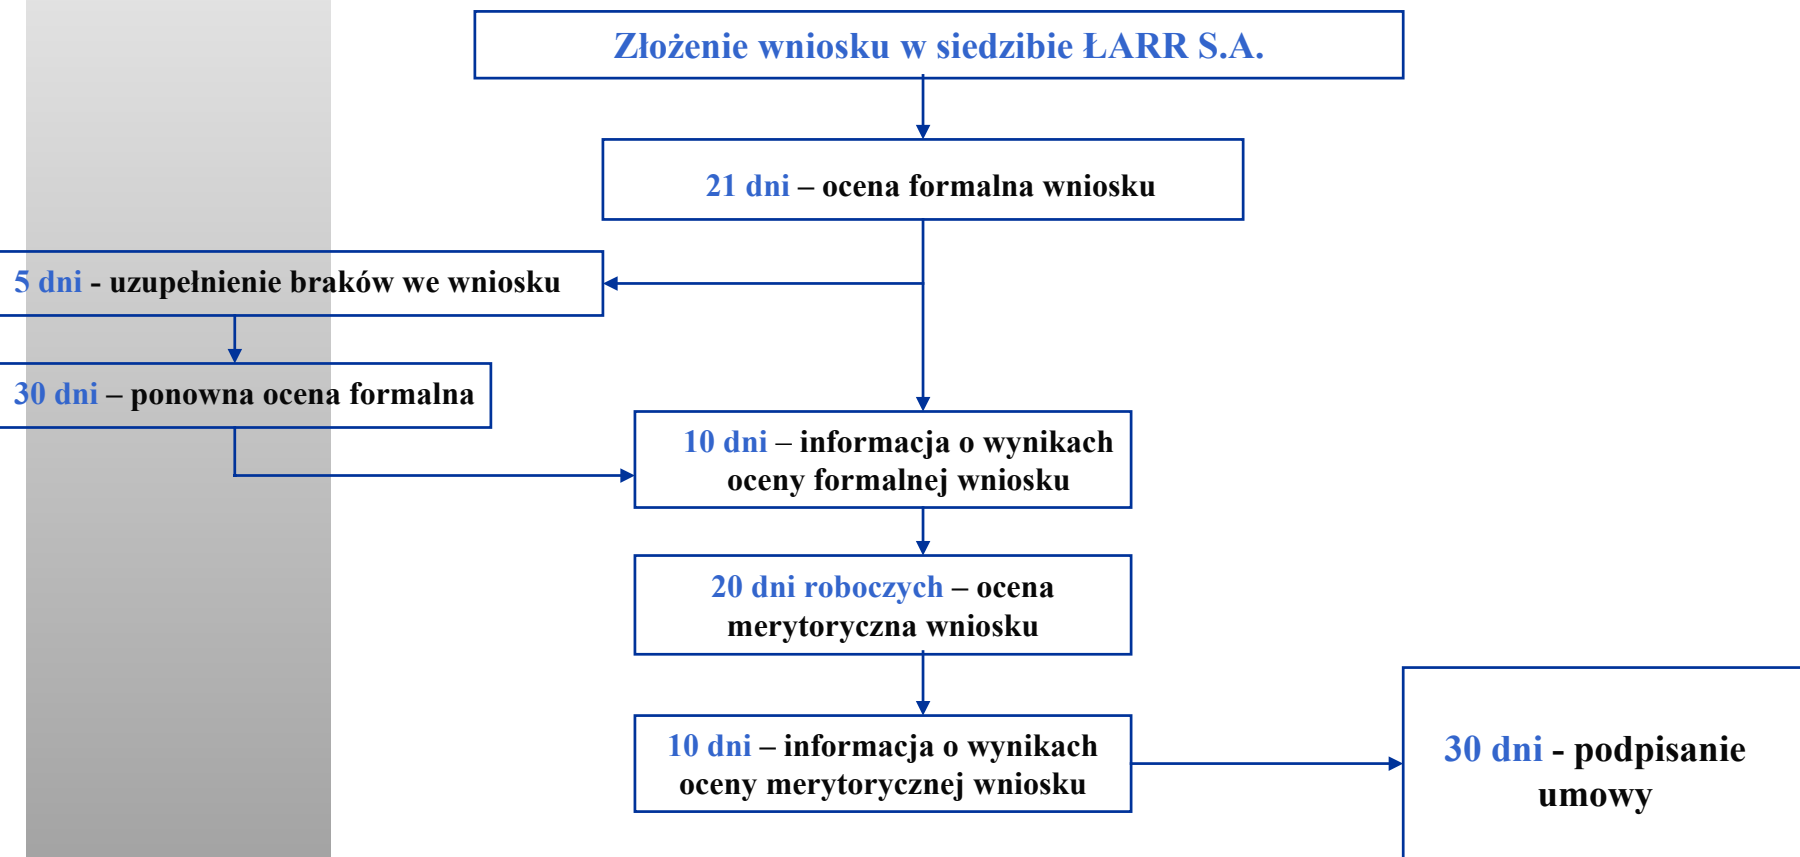 Złożenie wniosku w siedzibie ŁARR S.A.
21 dni – ocena formalna wniosku
5 dni - uzupełnienie braków we wniosku
30 dni – ponowna ocena formalna
10 dni – informacja o wynikach
oceny formalnej wniosku
20 dni roboczych – ocena
merytoryczna wniosku
10 dni – informacja o wynikach
oceny merytorycznej wniosku
30 dni - podpisanie
umowy